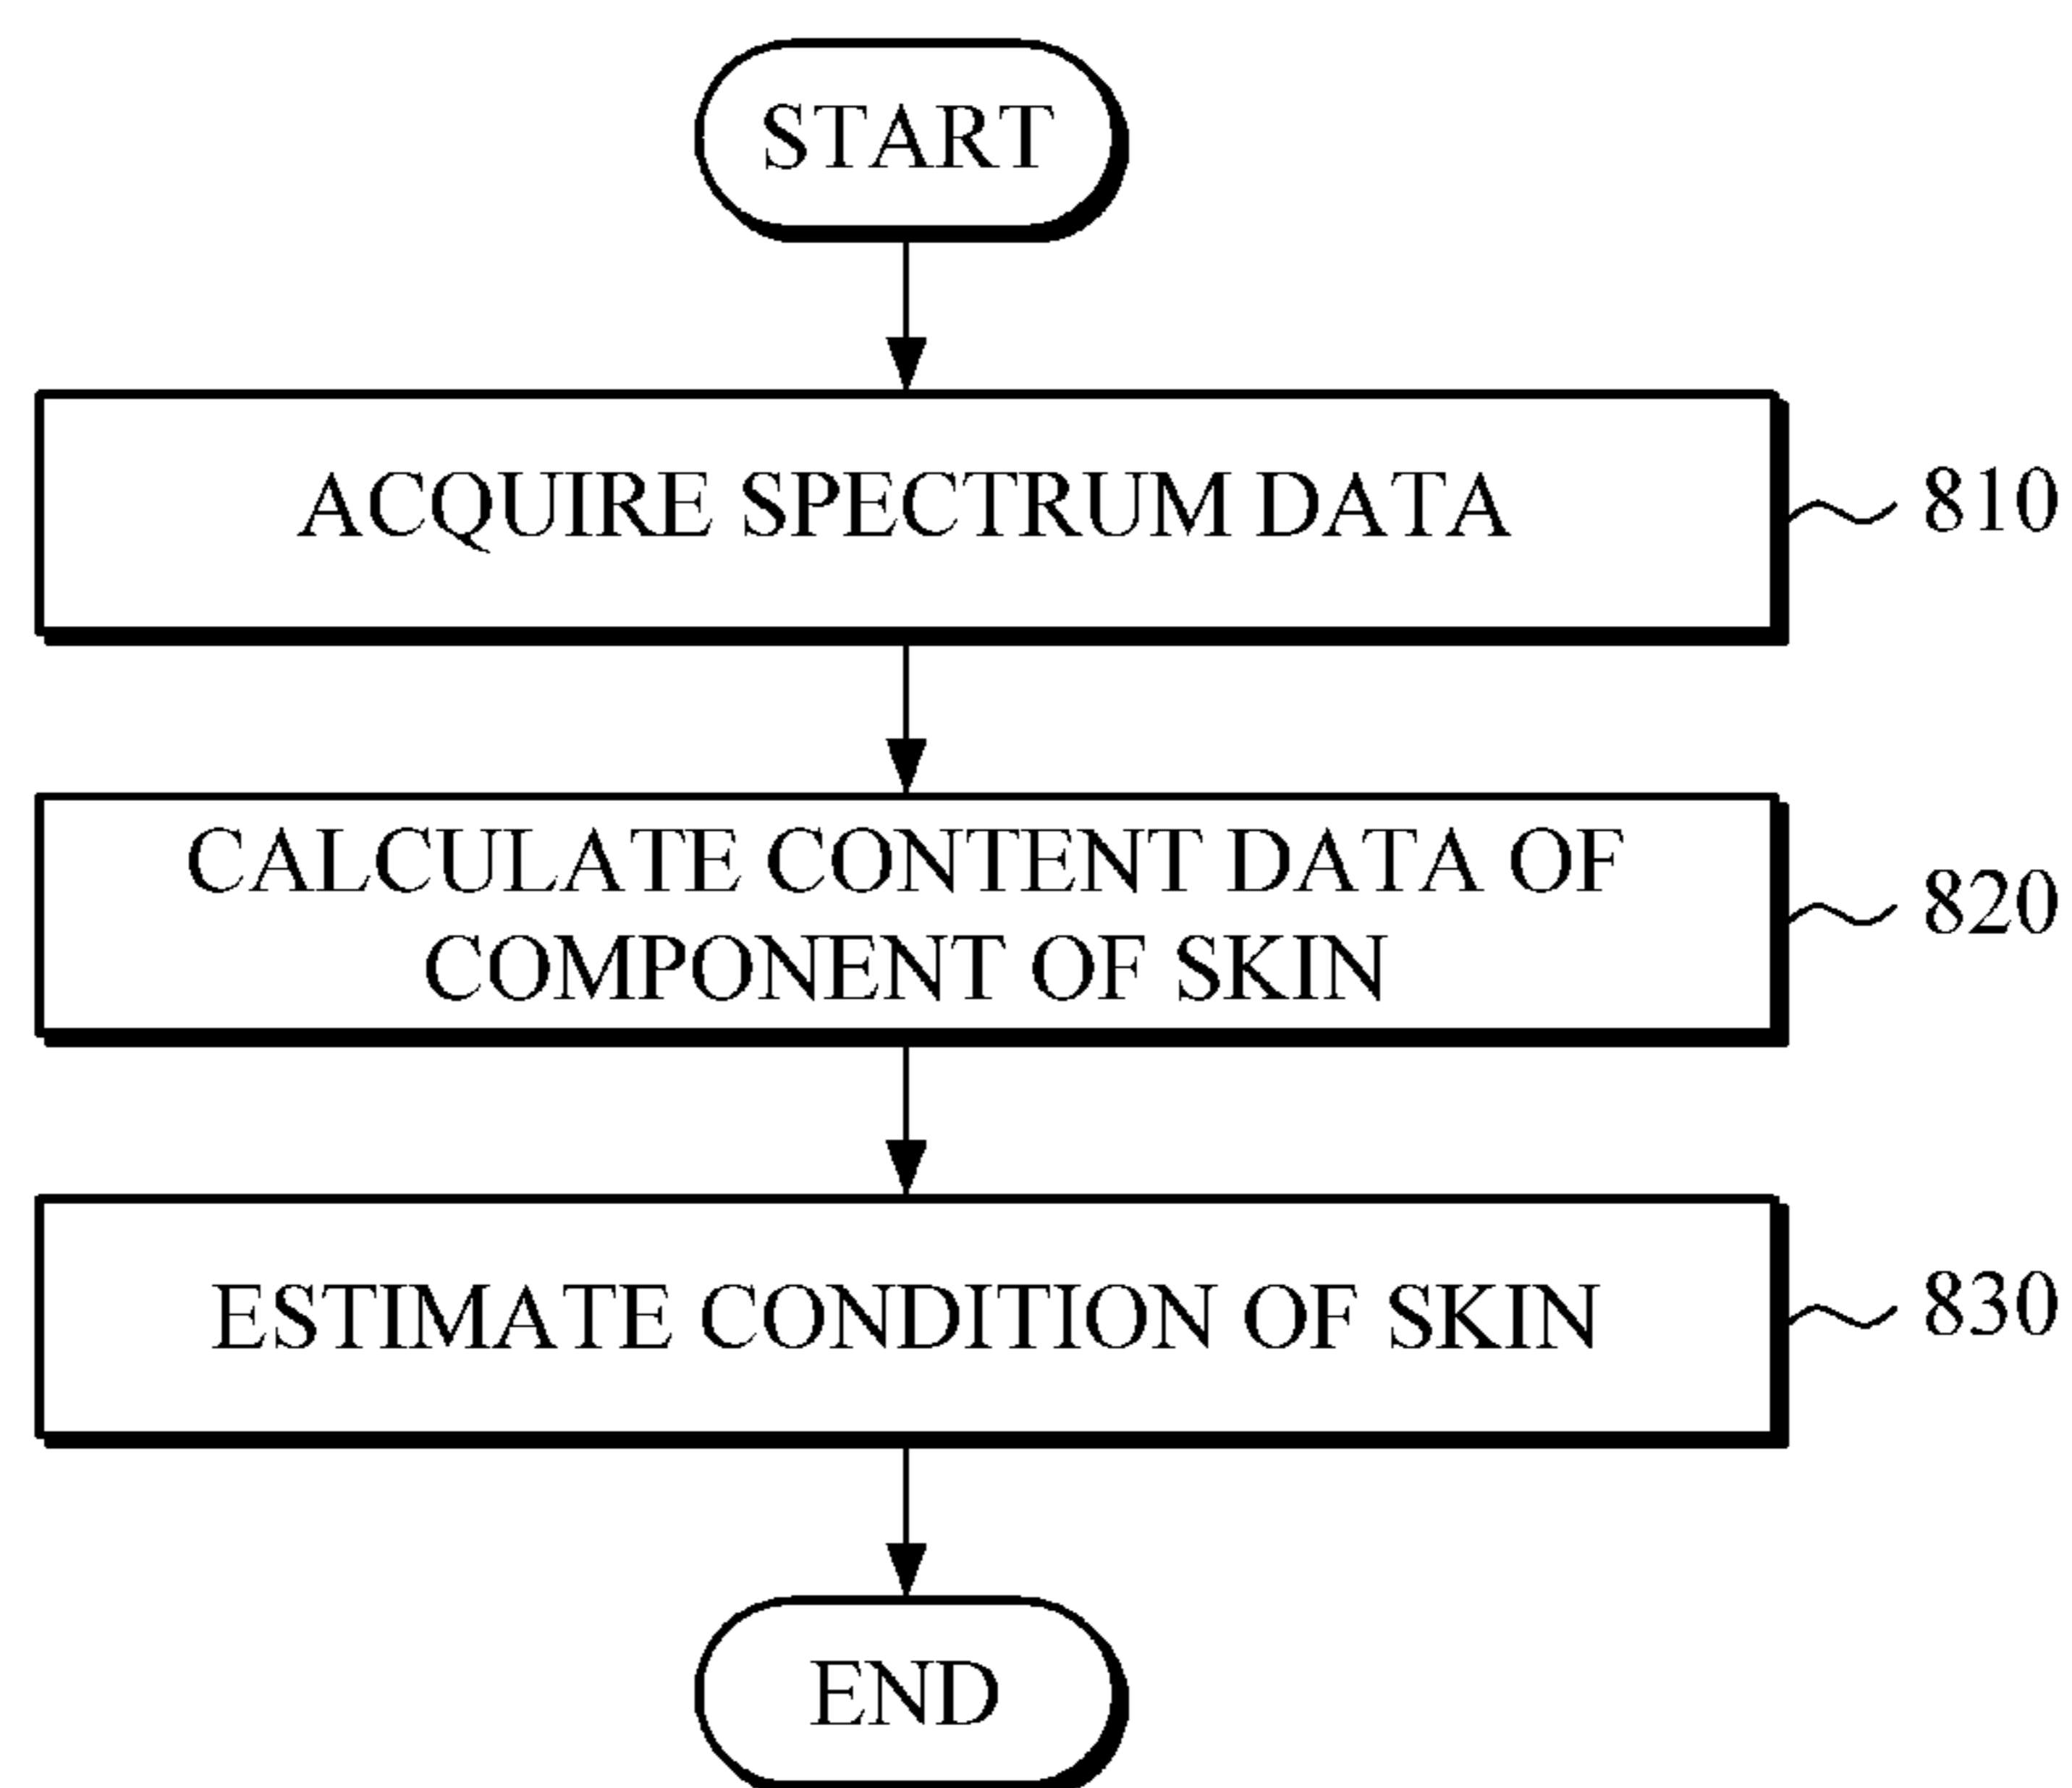 START
ACQUIRE SPECTRUM DATA
810
CALCULATE CONTENT DATA OF
COMPONENT OF SKIN
820
ESTIMATE CONDITION OF SKIN
830
END